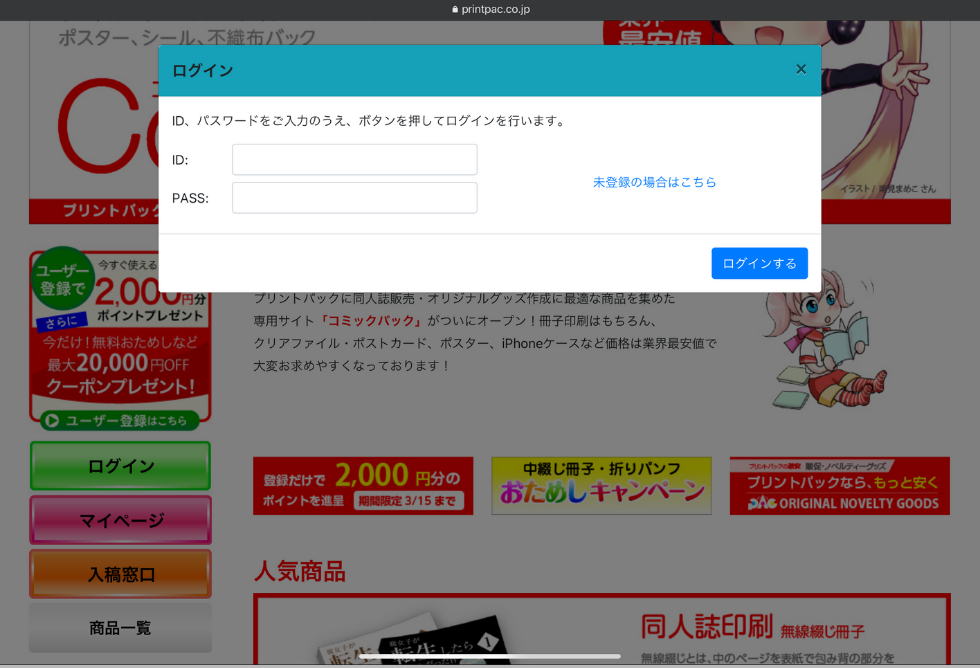 printpac.co.jp
ポスター、シール、不織布バック
最安値
ログイン
×
ID、パスワードをご入力のうえ、ボタンを押してログインを行います。
ID:
PASS:
未登録の場合はこちら
ログインする
プリントパック
ユーザー
登録で
今すぐ使える
2,000円分
ポイントプレゼント
さらに
今だけ!無料おためしなど
最大20,000円OFF
クーポンプレゼント!
ユーザー登録はこちら
ログイン
マイページ
入稿窓口
商品一覧
プリントパックに同人誌販売・オリジナルグッズ作成に最適な商品を集めた
専用サイト「コミックパック」がついにオープン！冊子印刷はもちろん、
クリアファイル・ポストカード、ポスター、iPhoneケースなど価格は業界最安値で
大変お求めやすくなっております！
登録だけで 2,000円分の
ポイントを進呈 期間限定 3/15まで
中綴じ冊子・折りパンフ
おためしキャンペーン
プリントパックの激安 販促・ノベルティーグッズ
プリントパックなら、もっと安く
PAC ORIGINAL NOVELTY GOODS
人気商品
腐女子が
転生したら
1
同人誌印刷 無線綴じ冊子
無線綴じとは、中のページを表紙で包み背の部分を